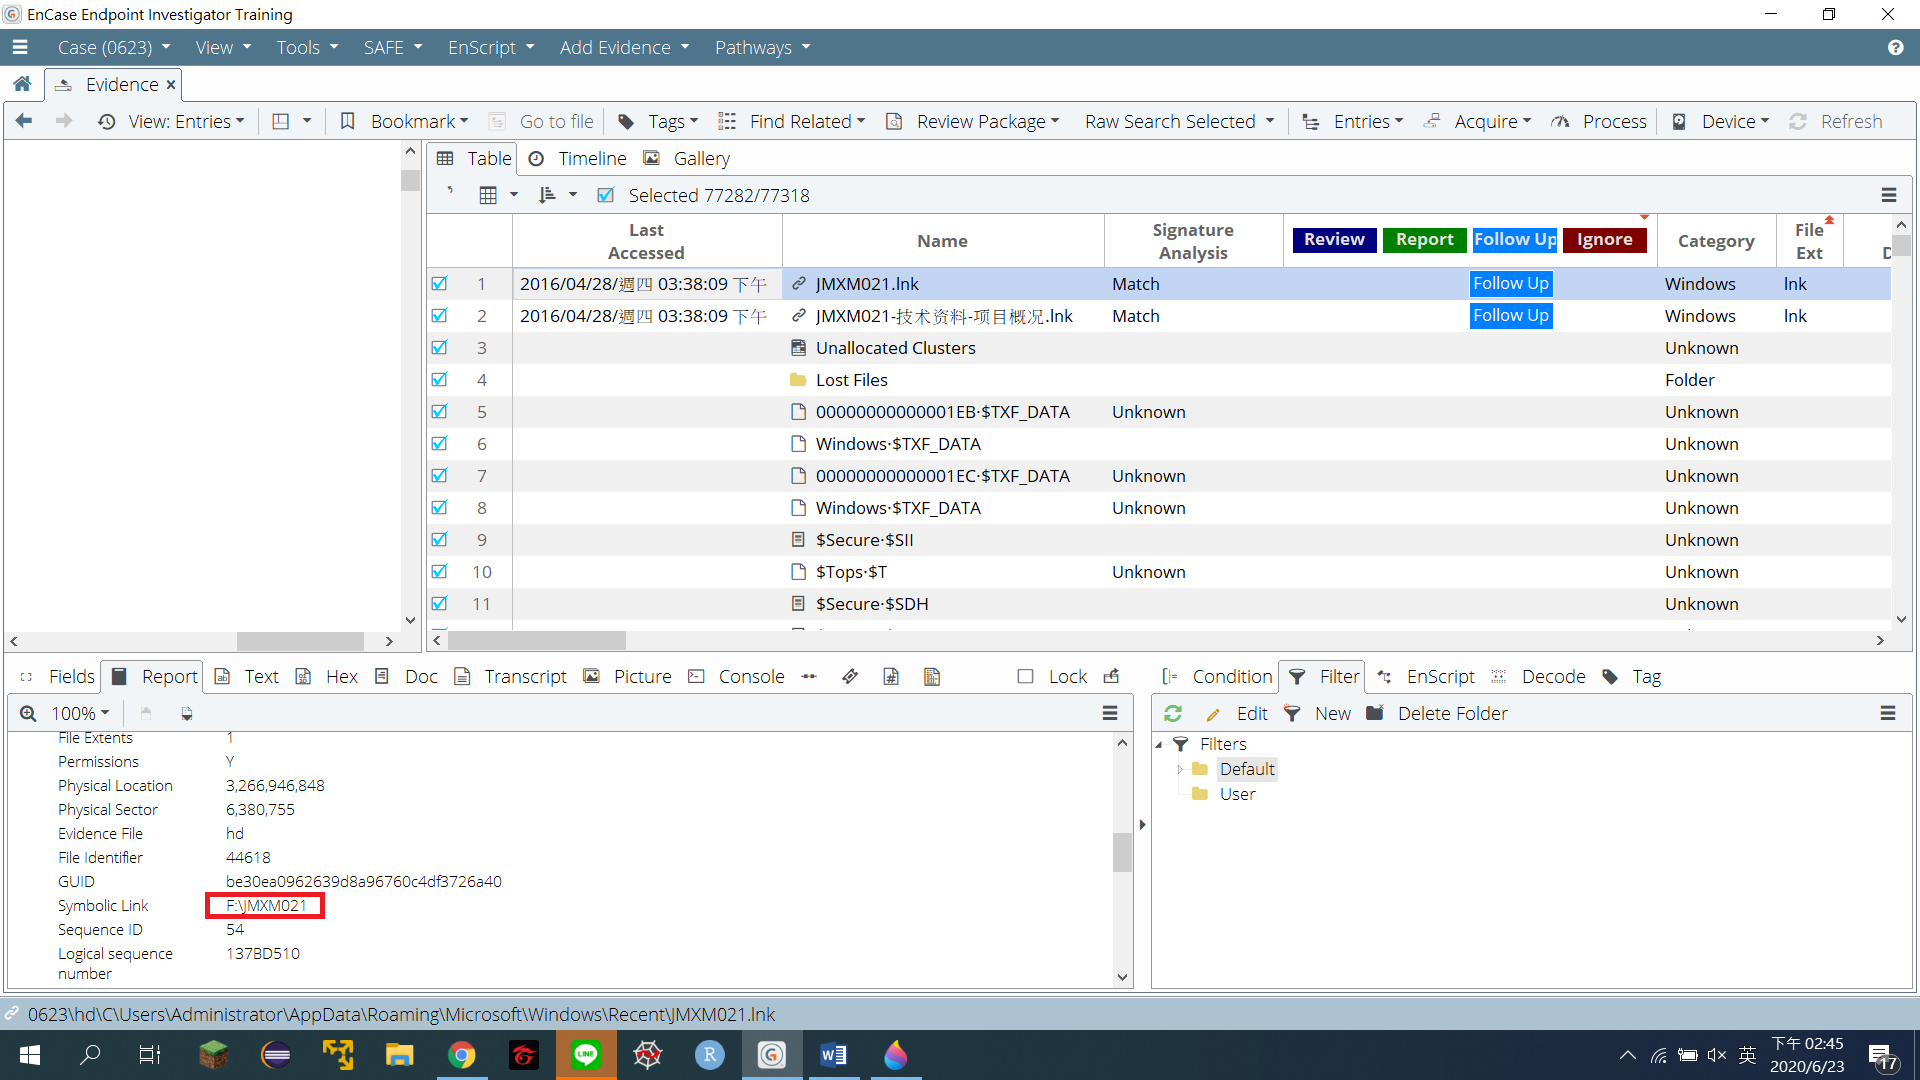 EnCase Endpoint Investigator Training
Case (0623) View Tools SAFE EnScript Add Evidence Pathways
Evidence
View: Entries Bookmark Go to file Tags Find Related Review Package Raw Search Selected Entries Acquire Process Device Refresh
Table Timeline Gallery
Selected 77282/77318
Last Accessed Name Signature Analysis Review Report Follow Up Ignore Category File Ext
1 2016/04/28/週四 03:38:09 下午 JMXM021.lnk Match Follow Up Windows lnk
2 2016/04/28/週四 03:38:09 下午 JMXM021-技术资料-项目概况.lnk Match Follow Up Windows lnk
3 Unallocated Clusters Unknown
4 Lost Files Folder
5 00000000000001EB·$TXF_DATA Unknown Unknown
6 Windows·$TXF_DATA Unknown
7 00000000000001EC·$TXF_DATA Unknown Unknown
8 Windows·$TXF_DATA Unknown Unknown
9 $Secure·$SII Unknown
10 $Tops·$T Unknown Unknown
11 $Secure·$SDH Unknown
Fields Report Text Hex Doc Transcript Picture Console Lock
100%
File Extents 1
Permissions Y
Physical Location 3,266,946,848
Physical Sector 6,380,755
Evidence File hd
File Identifier 44618
GUID be30ea0962639d8a96760c4df3726a40
Symbolic Link F:\JMXM021
Sequence ID 54
Logical sequence number 137BD510
Condition Filter EnScript Decode Tag
Edit New Delete Folder
Filters
Default
User
0623\hd\C\Users\Administrator\AppData\Roaming\Microsoft\Windows\Recent\JMXM021.lnk
LINE
R
英
下午 02:45
2020/6/23
17